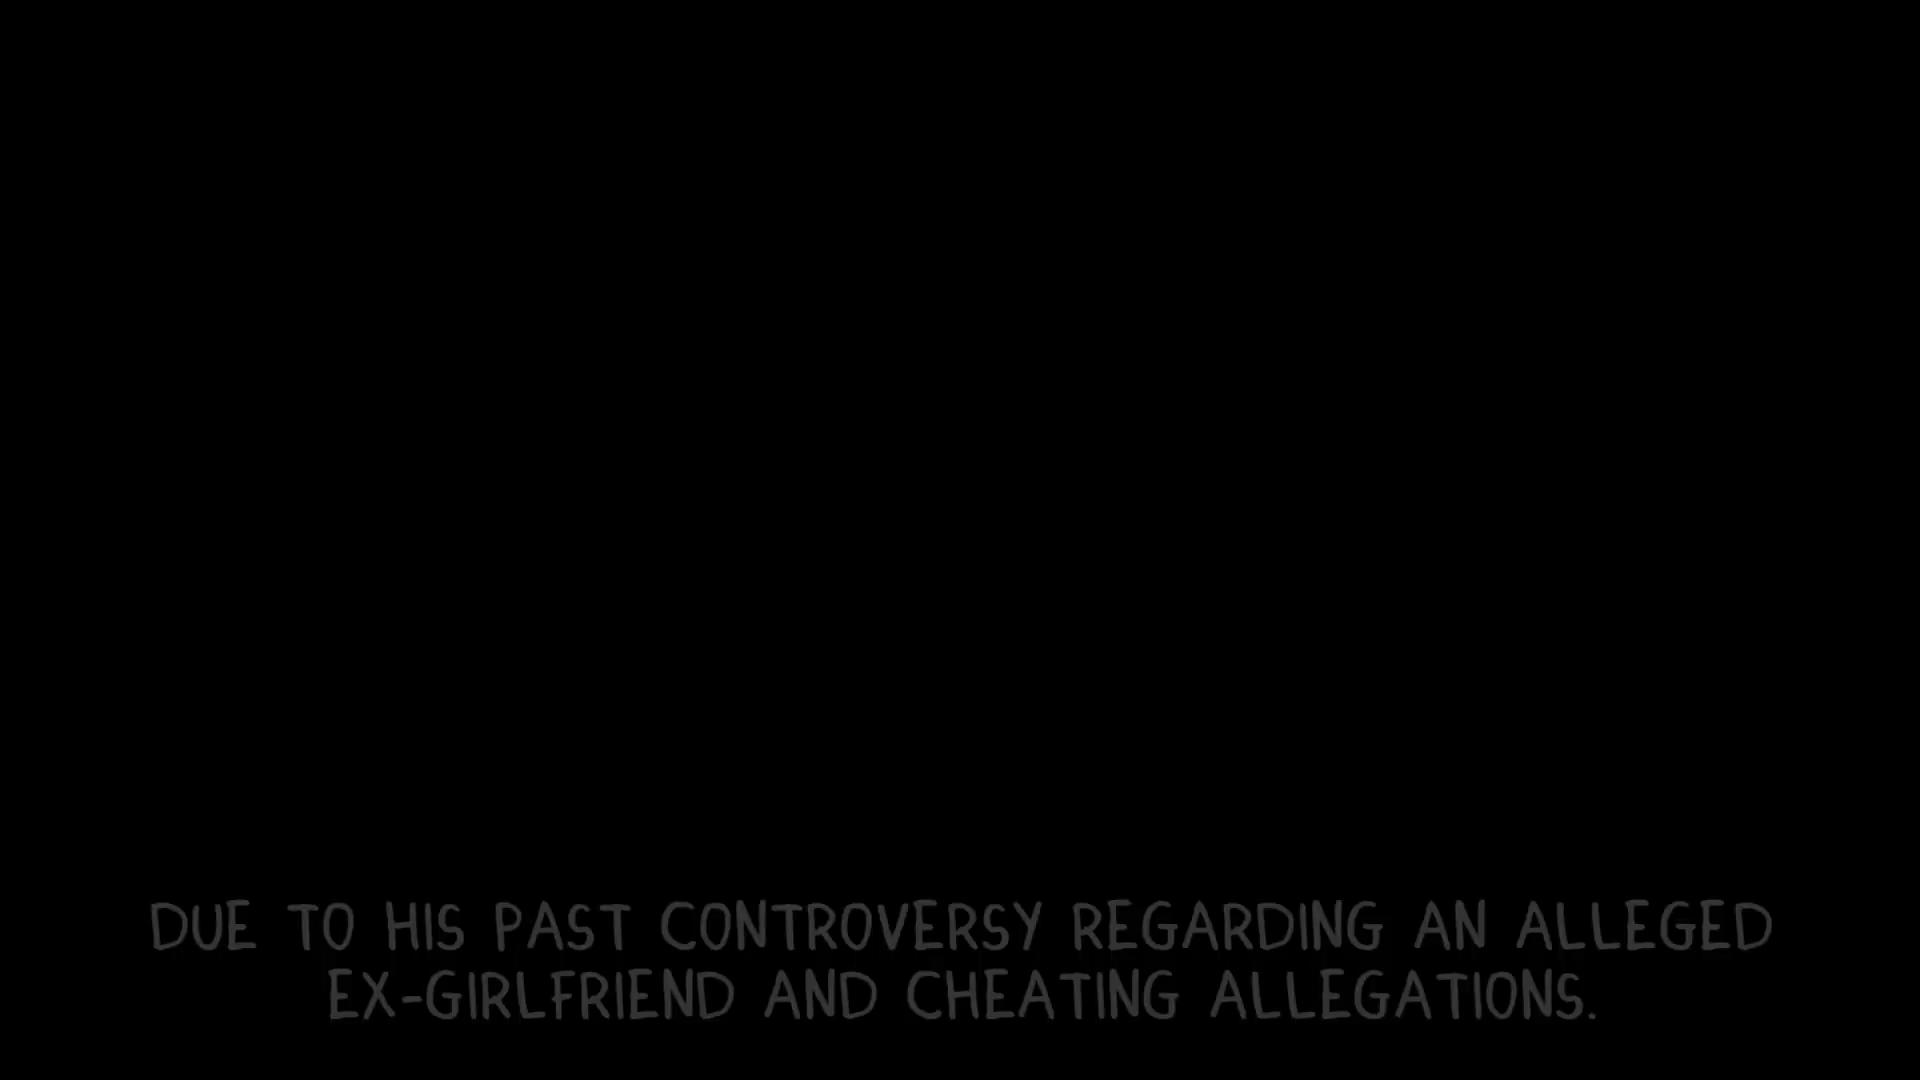 DUE TO HIS PAST CONTROVERSY REGARDING AN ALLEGED
EX-GIRLFRIEND AND CHEATING ALLEGATIONS.